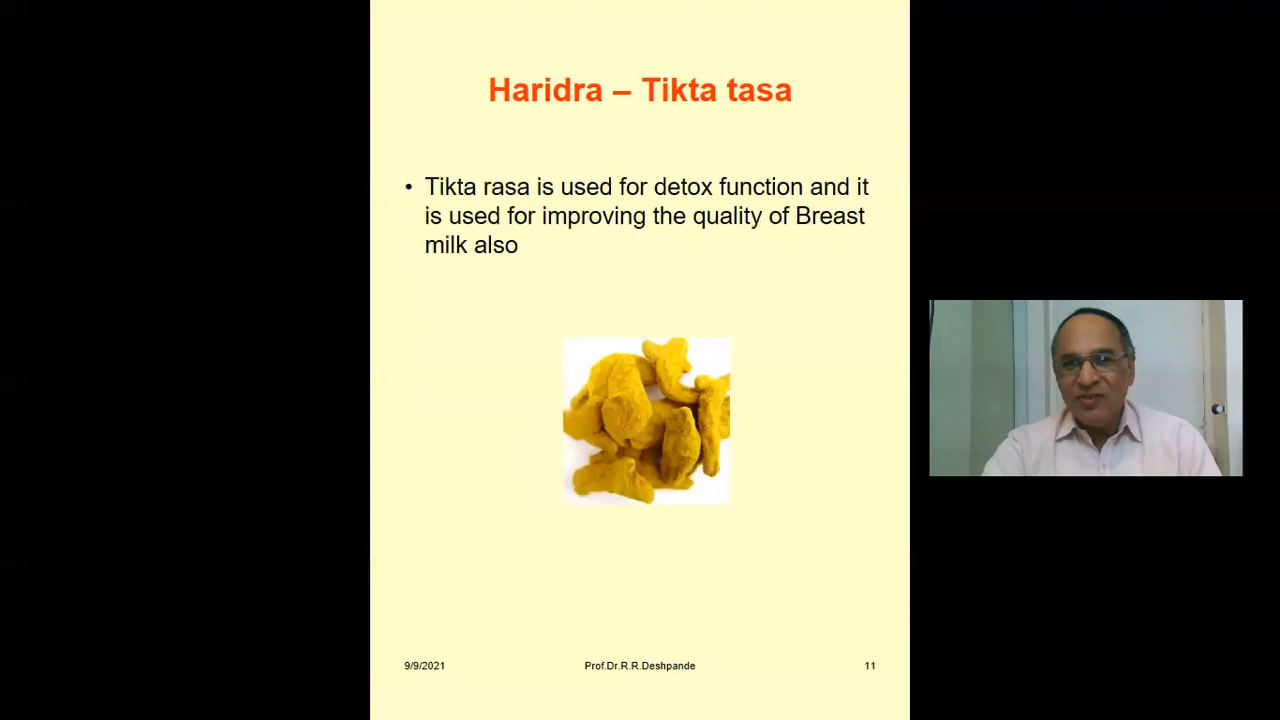 Haridra – Tikta tasa
• Tikta rasa is used for detox function and it
is used for improving the quality of Breast
milk also
9/9/2021 Prof.Dr.R.R.Deshpande 11